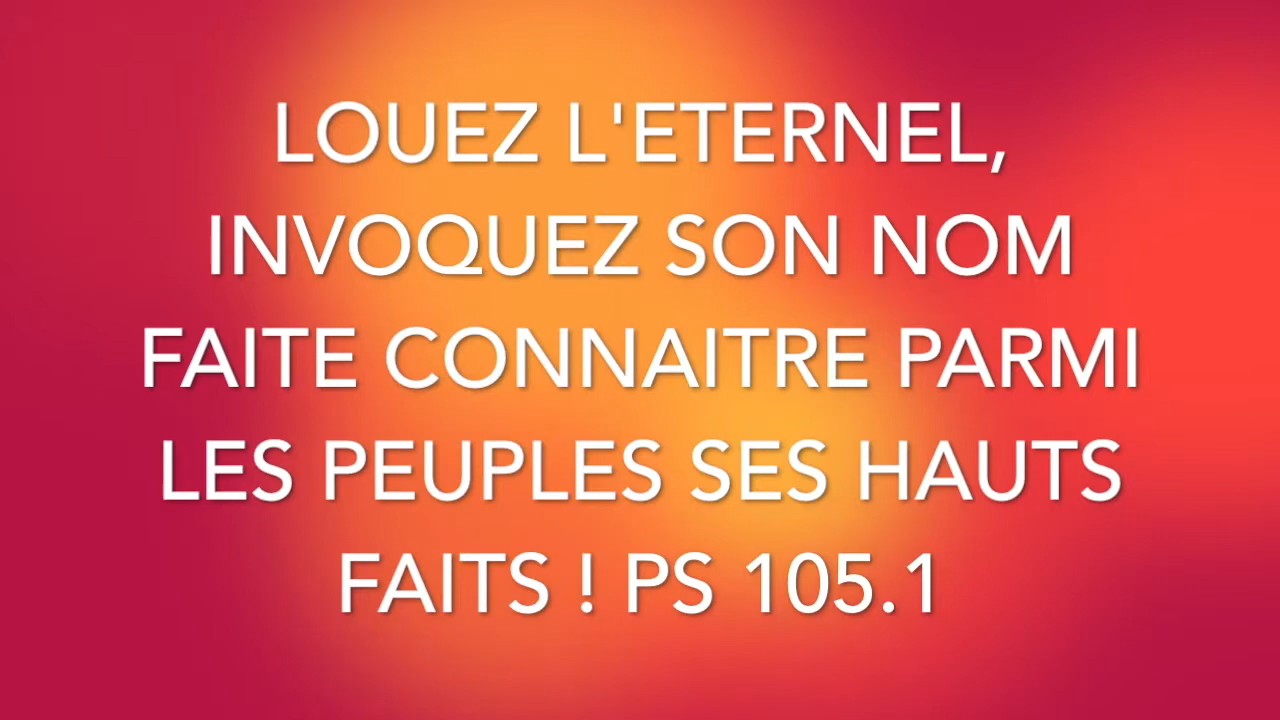 LOUEZ L'ETERNEL,
INVOQUEZ SON NOM
FAITE CONNAITRE PARMI
LES PEUPLES SES HAUTS
FAITS ! PS 105.1